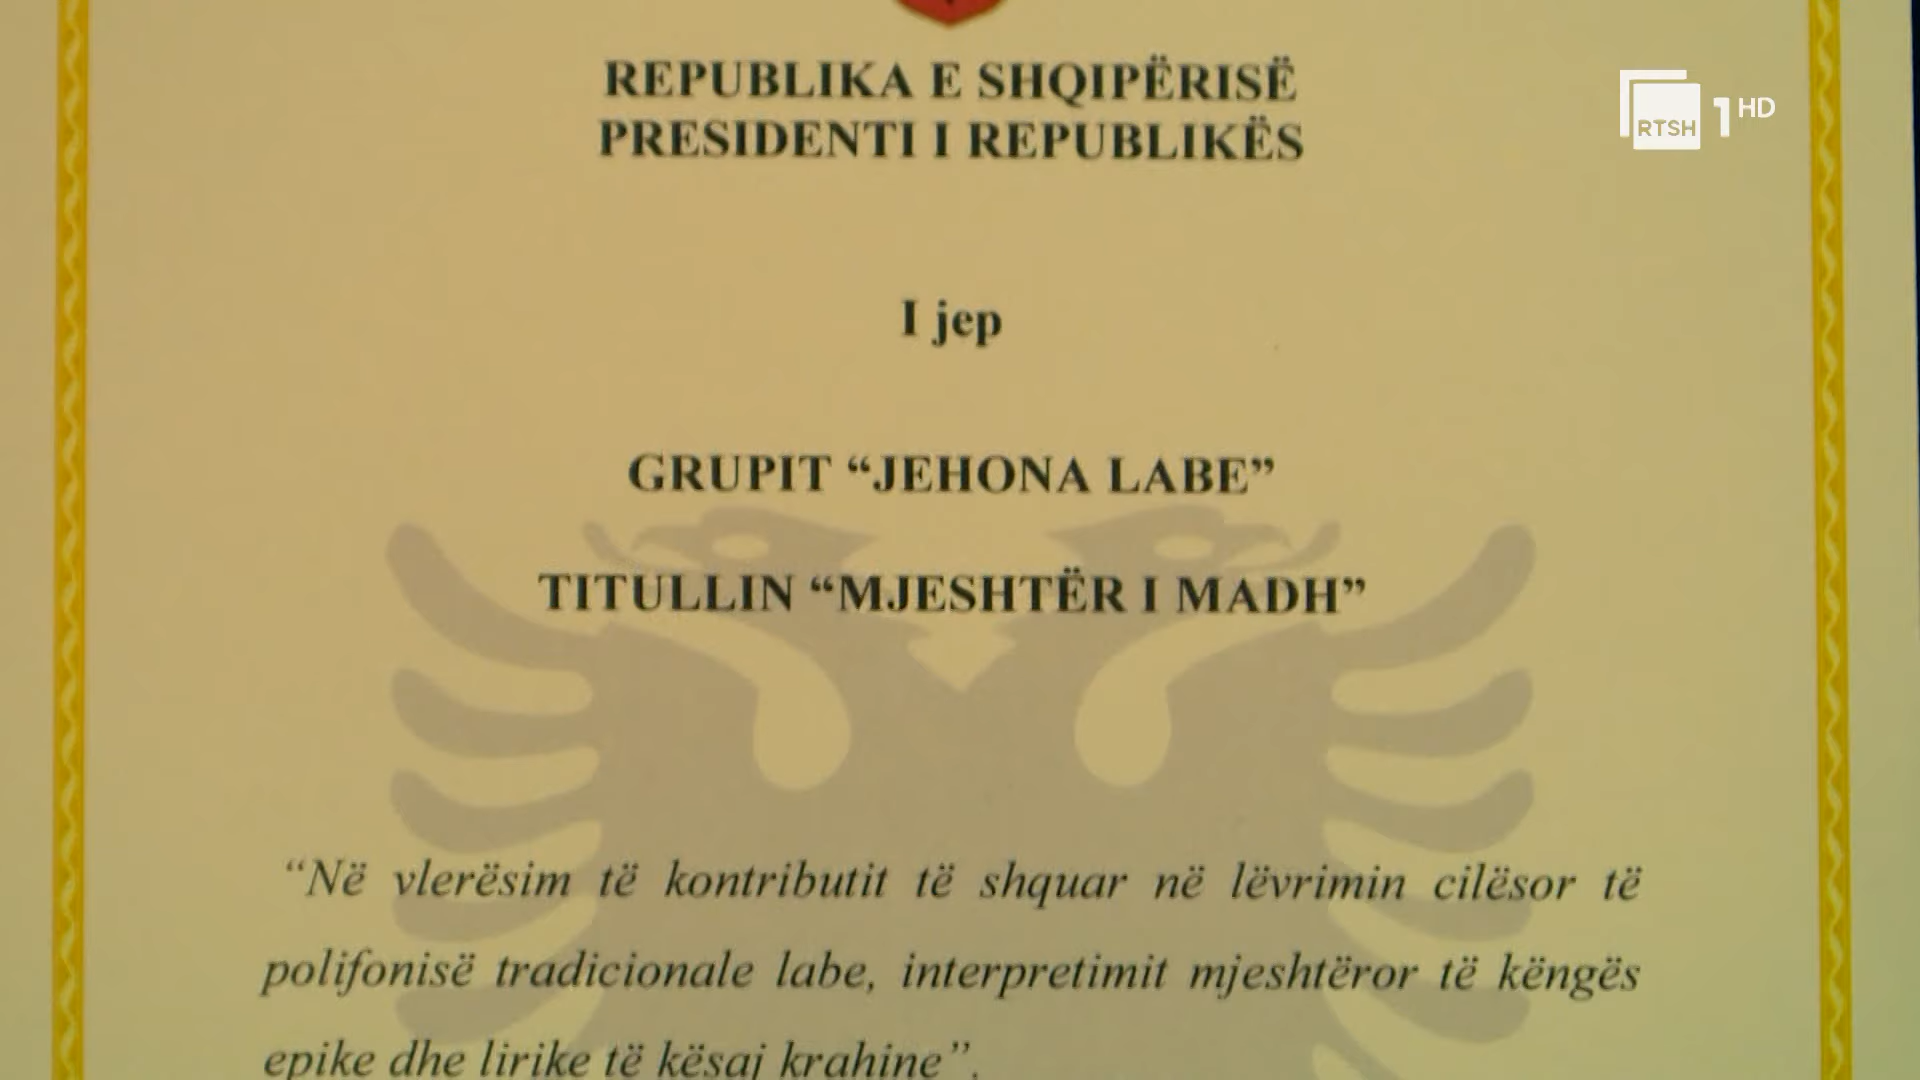 REPUBLIKA E SHQIPËRISË
PRESIDENTI I REPUBLIKËS
RTSH 1 HD
I jep
GRUPIT “JEHONA LABE”
TITULLIN “MJESHTËR I MADH”
“Në vlerësim të kontributit të shquar në lëvrimin cilësor të
polifonisë tradicionale labe, interpretimit mjeshtëror të këngës
epike dhe lirike të kësaj krahine”.